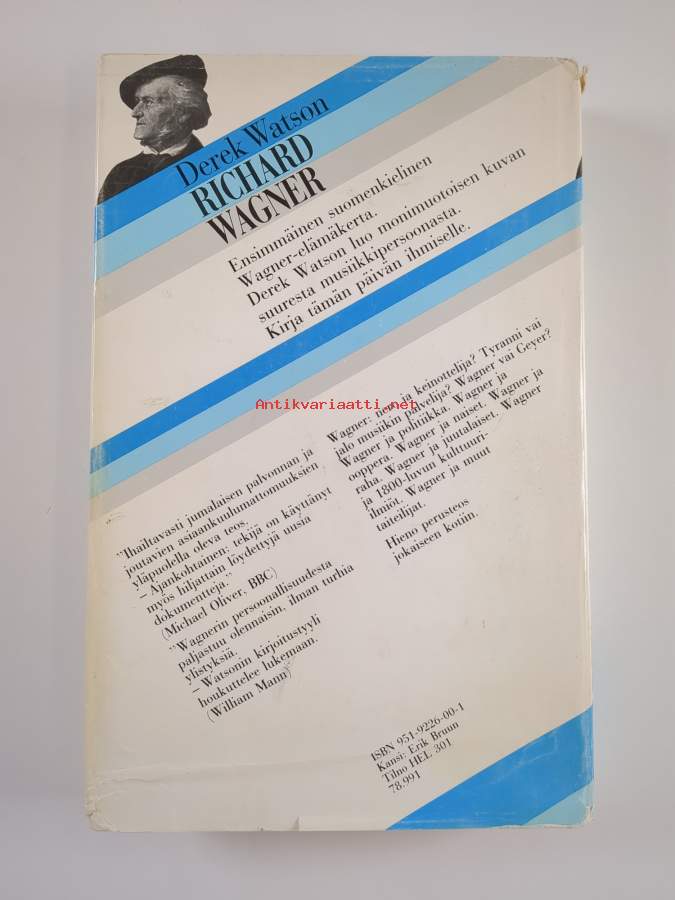 Derek Watson
RICHARD
WAGNER
Ensimmäinen suomenkielinen
Wagner-elämäkerta.
Derek Watson luo monimuotoisen kuvan
suuresta musiikkipersoonasta.
Kirja tämän päivän ihmiselle.
Antikvariaatti.net
Wagner: nero ja keinottelija? Tyranni vai
jalo musiikin palvelija? Wagner vai Geyer?
Wagner ja politiikka. Wagner ja
ooppera. Wagner ja naiset. Wagner ja
raha. Wagner ja juutalaiset. Wagner
ja 1800-luvun kulttuuri-
ilmiöt. Wagner ja muut
taiteilijat.
Hieno perusteos
jokaiseen kotiin.
"Ihailtavasti jumalaisen palvonnan ja
joutavien asiaankuulumattomuuksien
yläpuolella oleva teos.
– Ajankohtainen; tekijä on käyttänyt
myös hiljattain löydettyjä uusia
dokumentteja."
(Michael Oliver, BBC)
"Wagnerin persoonallisuudesta
paljastuu olennaisin, ilman turhia
ylistyksiä.
– Watsonin kirjoitustyyli
houkuttelee lukemaan."
(William Mann)
ISBN 951-9226-00-1
Kansi: Erik Bruun
Tilno HEL 301
78.991